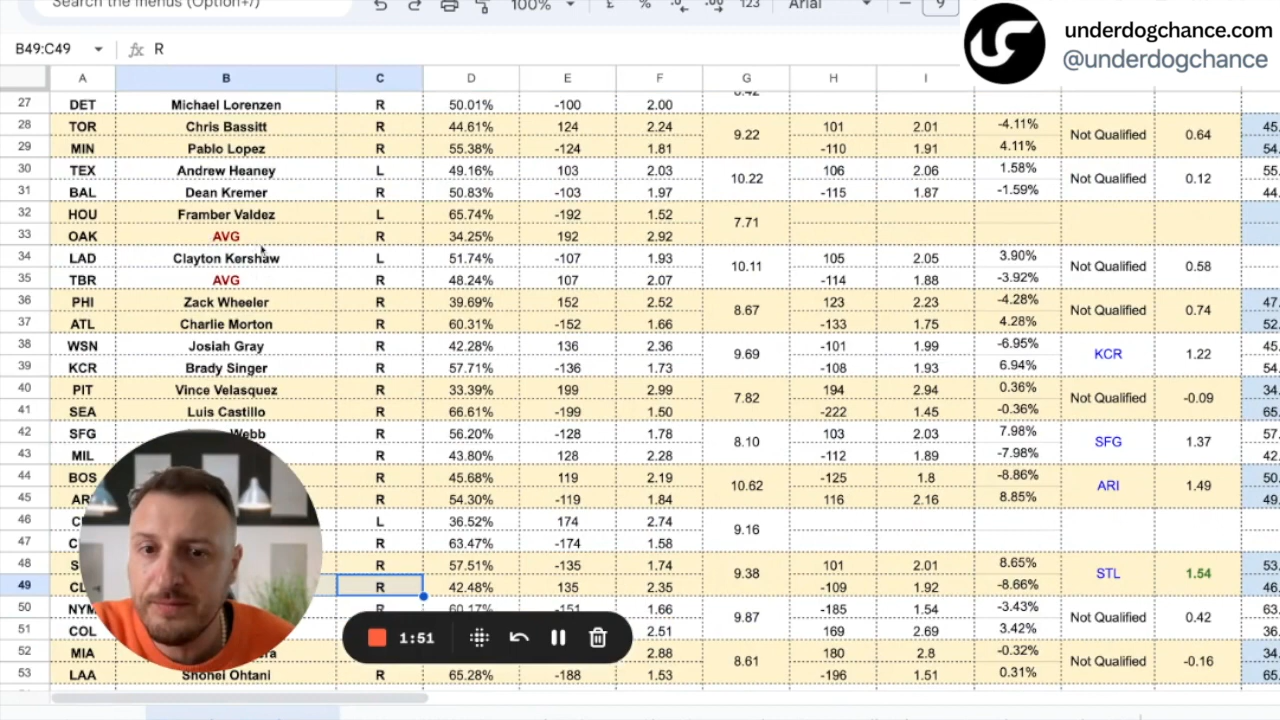 Search the menus (Option+/)
100%
£
%
.0
.00
123
Arial
9
underdogchance.com
@underdogchance
B49:C49
fx
R
A B C D E F G H I
27 DET Michael Lorenzen R 50.01% -100 2.00
28 TOR Chris Bassitt R 44.61% 124 2.24 9.22 101 2.01 -4.11% Not Qualified 0.64 45.
29 MIN Pablo Lopez R 55.38% -124 1.81 -110 1.91 4.11% 54.
30 TEX Andrew Heaney L 49.16% 103 2.03 10.22 106 2.06 1.58% Not Qualified 0.12 55.
31 BAL Dean Kremer R 50.83% -103 1.97 -115 1.87 -1.59% 44.
32 HOU Framber Valdez L 65.74% -192 1.52 7.71
33 OAK AVG R 34.25% 192 2.92
34 LAD Clayton Kershaw L 51.74% -107 1.93 10.11 105 2.05 3.90% Not Qualified 0.58
35 TBR AVG R 48.24% 107 2.07 -114 1.88 -3.92%
36 PHI Zack Wheeler R 39.69% 152 2.52 8.67 123 2.23 -4.28% Not Qualified 0.74 47.
37 ATL Charlie Morton R 60.31% -152 1.66 -133 1.75 4.28% 52.
38 WSN Josiah Gray R 42.28% 136 2.36 9.69 -101 1.99 -6.95% KCR 1.22 45.
39 KCR Brady Singer R 57.71% -136 1.73 -108 1.93 6.94% 54.
40 PIT Vince Velasquez R 33.39% 199 2.99 7.82 194 2.94 0.36% Not Qualified -0.09 34.
41 SEA Luis Castillo R 66.61% -199 1.50 -222 1.45 -0.36% 65.
42 SFG Webb R 56.20% -128 1.78 8.10 103 2.03 7.98% SFG 1.37 57.
43 MIL R 43.80% 128 2.28 -112 1.89 -7.98% 42.
44 BOS R 45.68% 119 2.19 10.62 -125 1.8 -8.86% ARI 1.49 50.
45 AR R 54.30% -119 1.84 116 2.16 8.85% 49.
46 C L 36.52% 174 2.74 9.16
47 C R 63.47% -174 1.58
48 S R 57.51% -135 1.74 9.38 101 2.01 8.65% STL 1.54 53.
49 CL R 42.48% 135 2.35 -109 1.92 -8.66% 46.
50 NYM R 60.17% -151 1.66 9.87 -185 1.54 -3.43% Not Qualified 0.42 63.
51 COL 2.51 169 2.69 3.42% 36.
52 MIA 2.88 8.61 180 2.8 -0.32% Not Qualified -0.16 34.
53 LAA Shohei Ohtani R 65.28% -188 1.53 -196 1.51 0.31% 65.
1:51